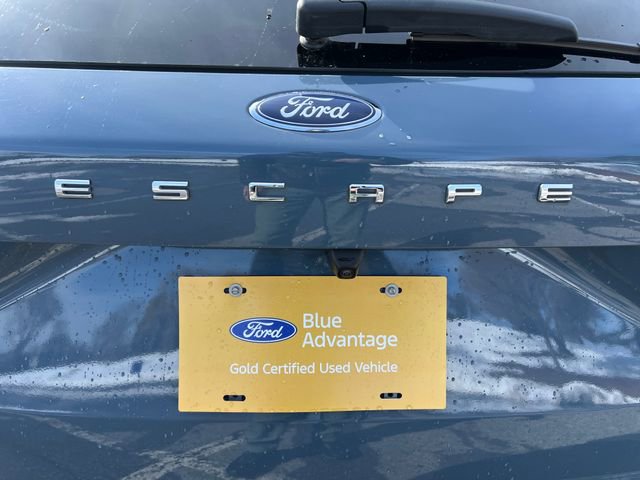 Ford
ESCAPE
Ford
Blue
Advantage
Gold Certified Used Vehicle